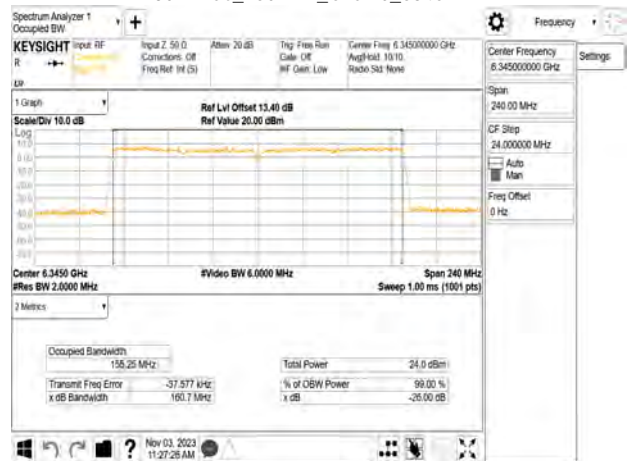 Spectrum Analyzer 1
Occupied BW
Frequency
KEYSIGHT
Input: RF
Input Z: 50 Ω
Corrections: Off
Freq Ref: Int (S)
Atten: 20 dB
Trig: Free Run
Gate: Off
#IF Gain: Low
Center Freq: 6.345000000 GHz
Avg|Hold: 10/10
Radio Std: None
Center Frequency
6.345000000 GHz
Settings
Span
240.00 MHz
CF Step
24.000000 MHz
Auto
Man
Freq Offset
0 Hz
1 Graph
Scale/Div 10.0 dB
Ref Lvl Offset 13.40 dB
Ref Value 20.00 dBm
Log
Center 6.3450 GHz
#Res BW 2.0000 MHz
#Video BW 6.0000 MHz
Span 240 MHz
Sweep 1.00 ms (1001 pts)
2 Metrics
Occupied Bandwidth
155.25 MHz
Total Power
24.0 dBm
Transmit Freq Error
-37.577 kHz
% of OBW Power
99.00 %
x dB Bandwidth
160.7 MHz
x dB
-26.00 dB
Nov 03, 2023
11:27:26 AM